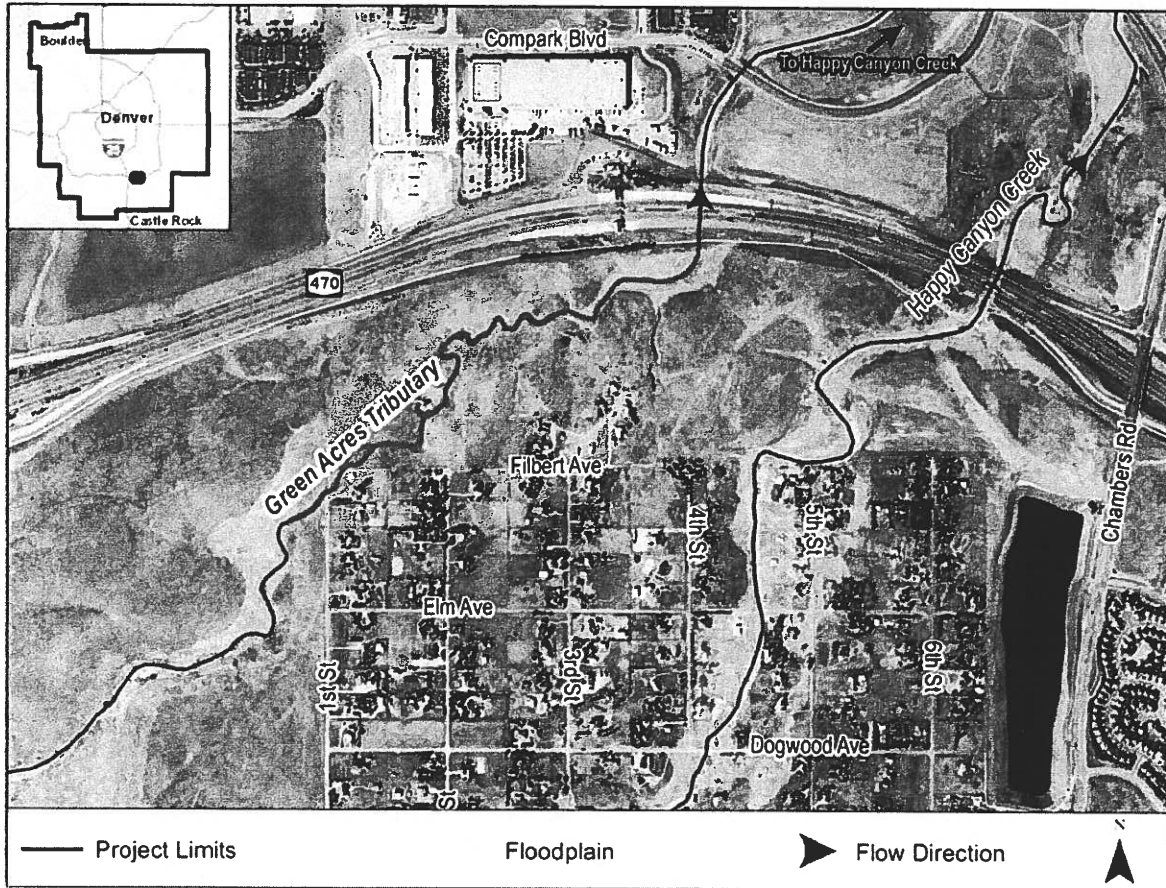 Boulder
Denver
25
Castle Rock
Compark Blvd
To Happy Canyon Creek
Happy Canyon Creek
470
Green Acres Tributary
Chambers Rd
Filbert Ave
4th St
5th St
Elm Ave
1st St
3rd St
6th St
Dogwood Ave
St
Project Limits
Floodplain
Flow Direction
N